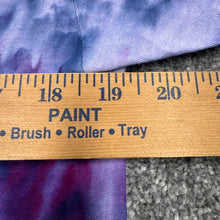 18 19 20
PAINT
• Brush • Roller • Tray